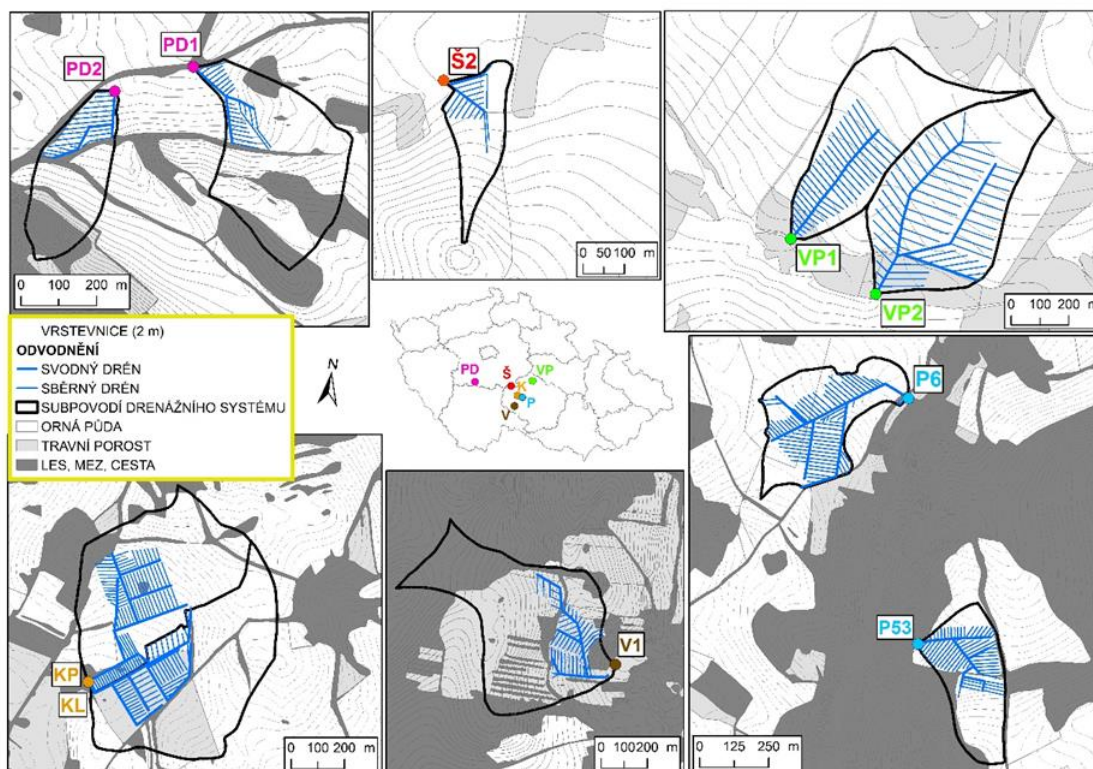 PD1
PD2
0 100 200 m
Š2
0 50 100 m
VP1
VP2
0 100 200 m
VRSTEVNICE (2 m)
ODVODNĚNÍ
SVODNÝ DRÉN
SBĚRNÝ DRÉN
SUBPOVODÍ DRENÁŽNÍHO SYSTÉMU
ORNÁ PŮDA
TRAVNÍ POROST
LES, MEZ, CESTA
N
PD
Š
VP
K
P
V
P6
P53
0 125 250 m
KP
KL
0 100 200 m
V1
0 100 200 m